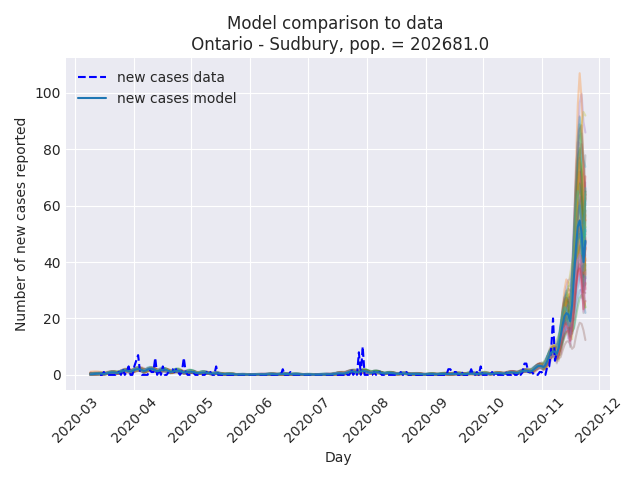 Model comparison to data
Ontario - Sudbury, pop. = 202681.0
new cases data
new cases model
Number of new cases reported
100
80
60
40
20
0
2020-03
2020-04
2020-05
2020-06
2020-07
2020-08
2020-09
2020-10
2020-11
2020-12
Day